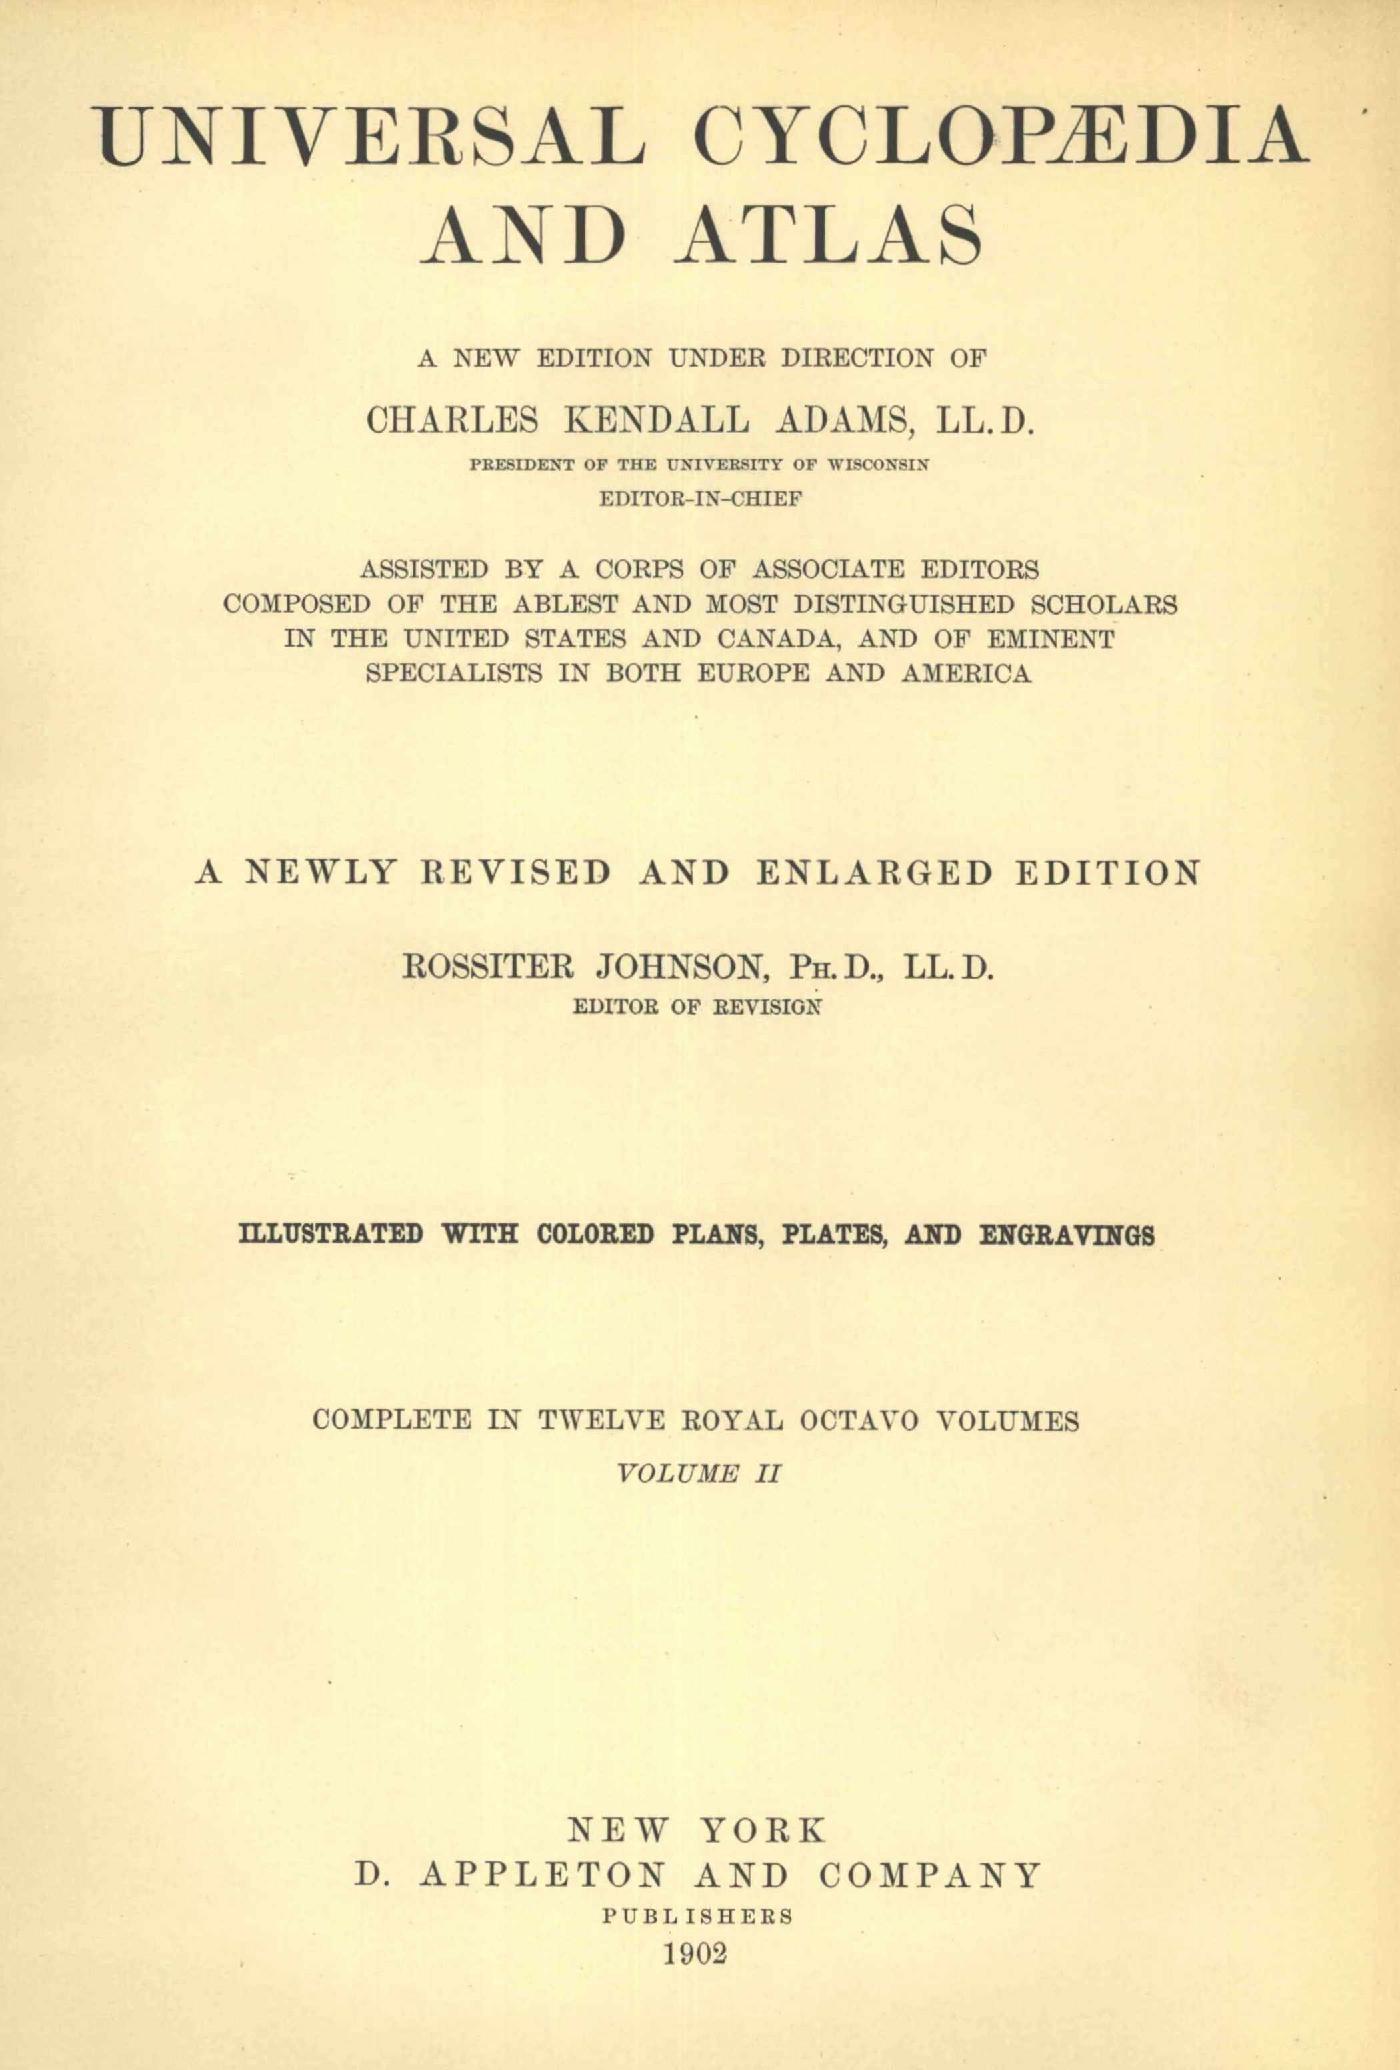 UNIVERSAL CYCLOPÆDIA
AND ATLAS
A NEW EDITION UNDER DIRECTION OF
CHARLES KENDALL ADAMS, LL. D.
PRESIDENT OF THE UNIVERSITY OF WISCONSIN
EDITOR-IN-CHIEF
ASSISTED BY A CORPS OF ASSOCIATE EDITORS
COMPOSED OF THE ABLEST AND MOST DISTINGUISHED SCHOLARS
IN THE UNITED STATES AND CANADA, AND OF EMINENT
SPECIALISTS IN BOTH EUROPE AND AMERICA
A NEWLY REVISED AND ENLARGED EDITION
ROSSITER JOHNSON, PH. D., LL. D.
EDITOR OF REVISION
ILLUSTRATED WITH COLORED PLANS, PLATES, AND ENGRAVINGS
COMPLETE IN TWELVE ROYAL OCTAVO VOLUMES
VOLUME II
NEW YORK
D. APPLETON AND COMPANY
PUBLISHERS
1902